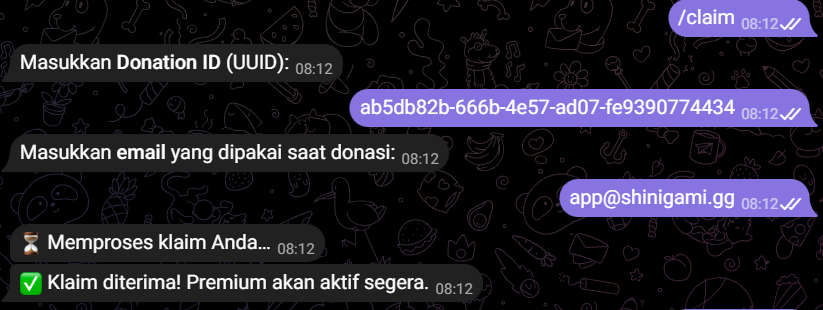 /claim 08:12
Masukkan Donation ID (UUID): 08:12
ab5db82b-666b-4e57-ad07-fe9390774434 08:12
Masukkan email yang dipakai saat donasi: 08:12
app@shinigami.gg 08:12
⏳ Memproses klaim Anda... 08:12
✅ Klaim diterima! Premium akan aktif segera. 08:12